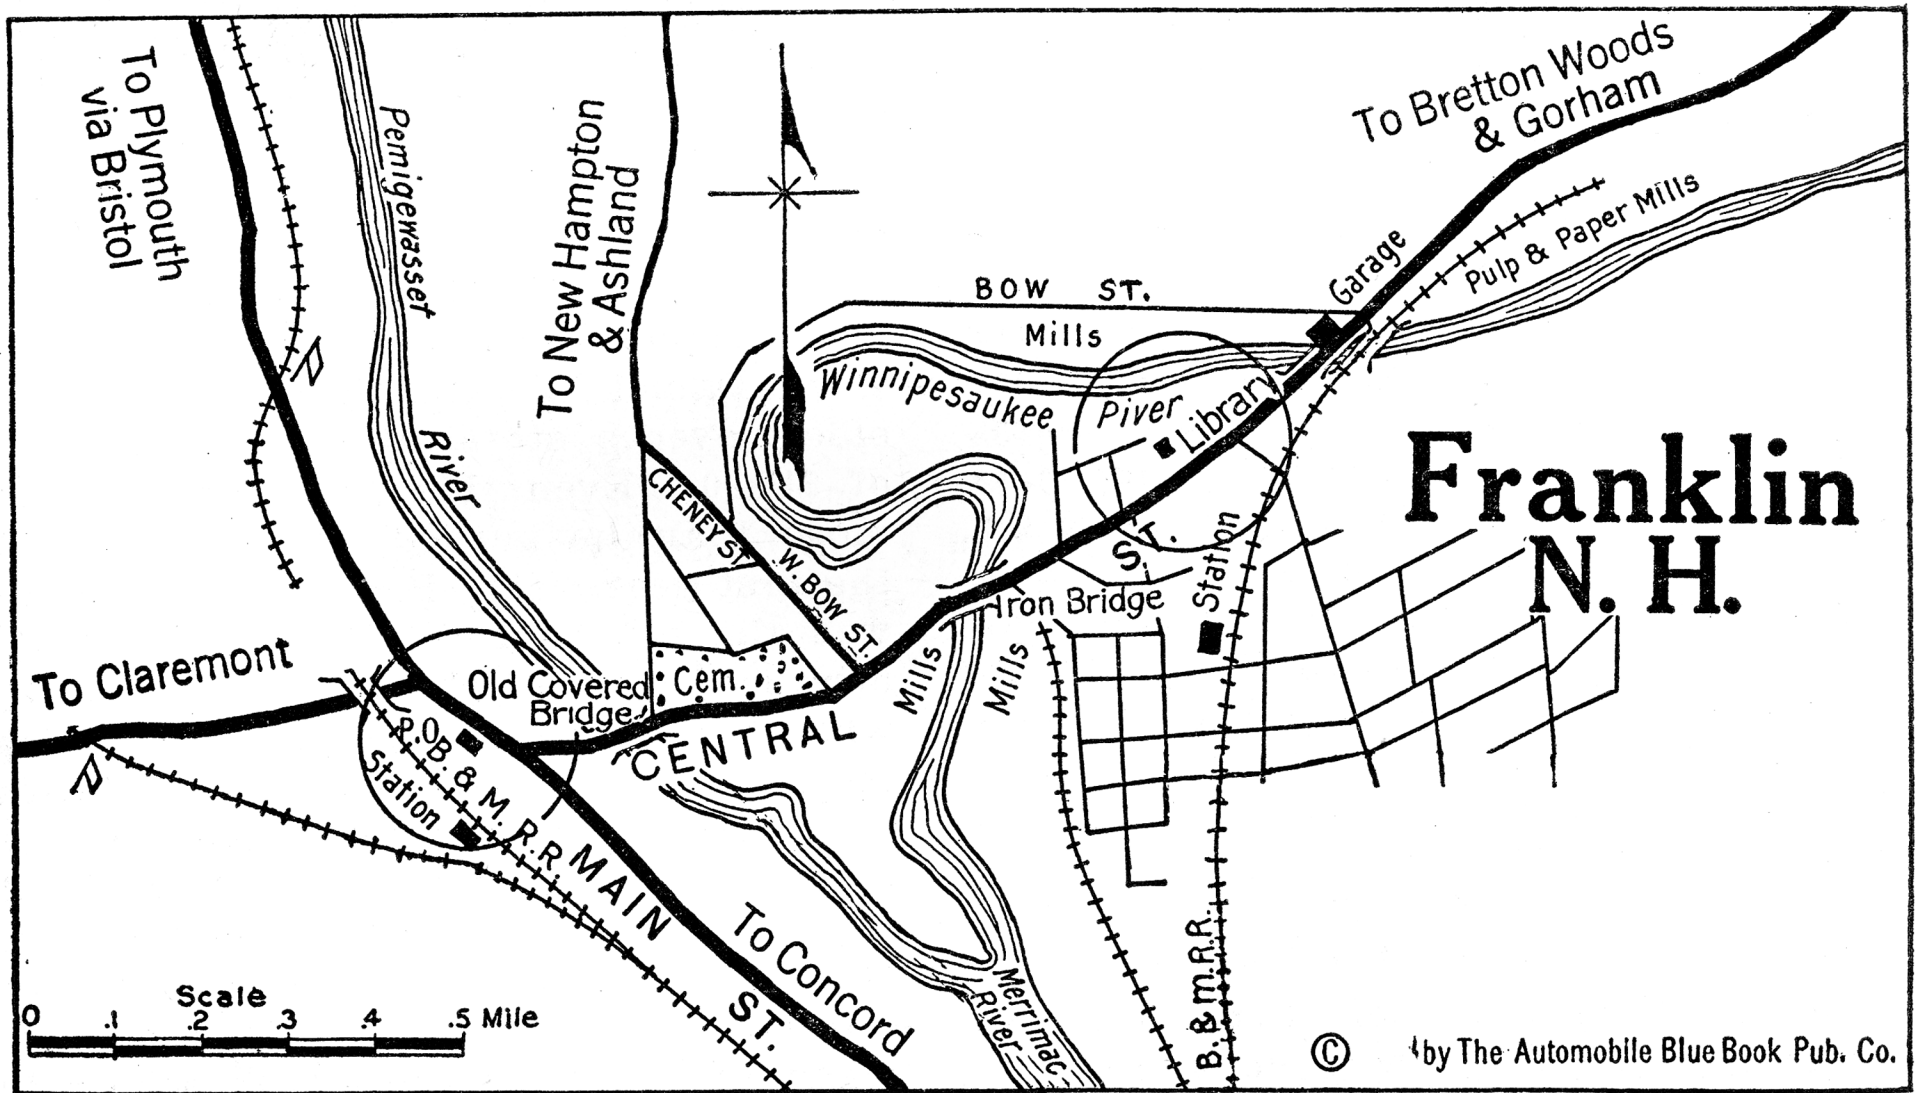 To Plymouth
via Bristol
Pemigewasset
River
To New Hampton
& Ashland
To Bretton Woods
& Gorham
Pulp & Paper Mills
Garage
BOW ST.
Mills
Winnipesaukee
Piver
Library
Franklin
N. H.
CHENEY ST.
W. BOW ST.
ST.
Station
Iron Bridge
Mills
Mills
To Claremont
Old Covered
Bridge
Cem.
CENTRAL
P.O.
B. & M. R.R.
Station
MAIN
ST.
To Concord
Merrimac
River
B. & M. R.R.
Scale
0 .1 .2 .3 .4 .5 Mile
© by The Automobile Blue Book Pub. Co.